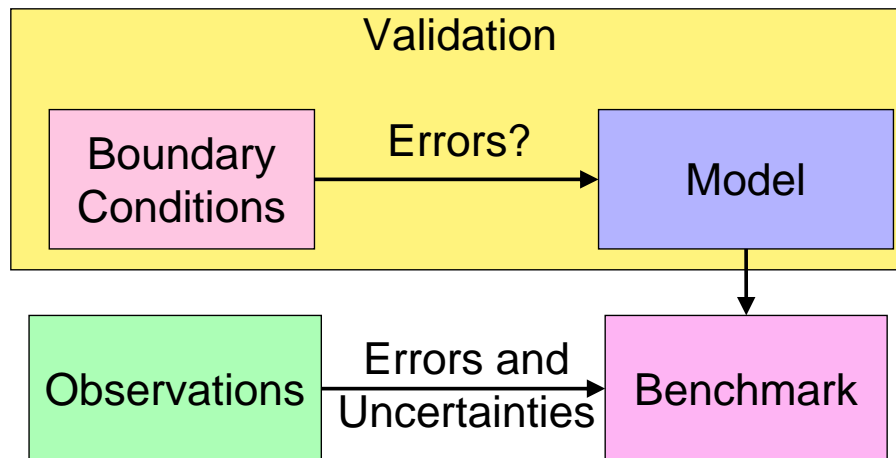 Validation
Boundary
Conditions
Errors?
Model
Observations
Errors and
Uncertainties
Benchmark